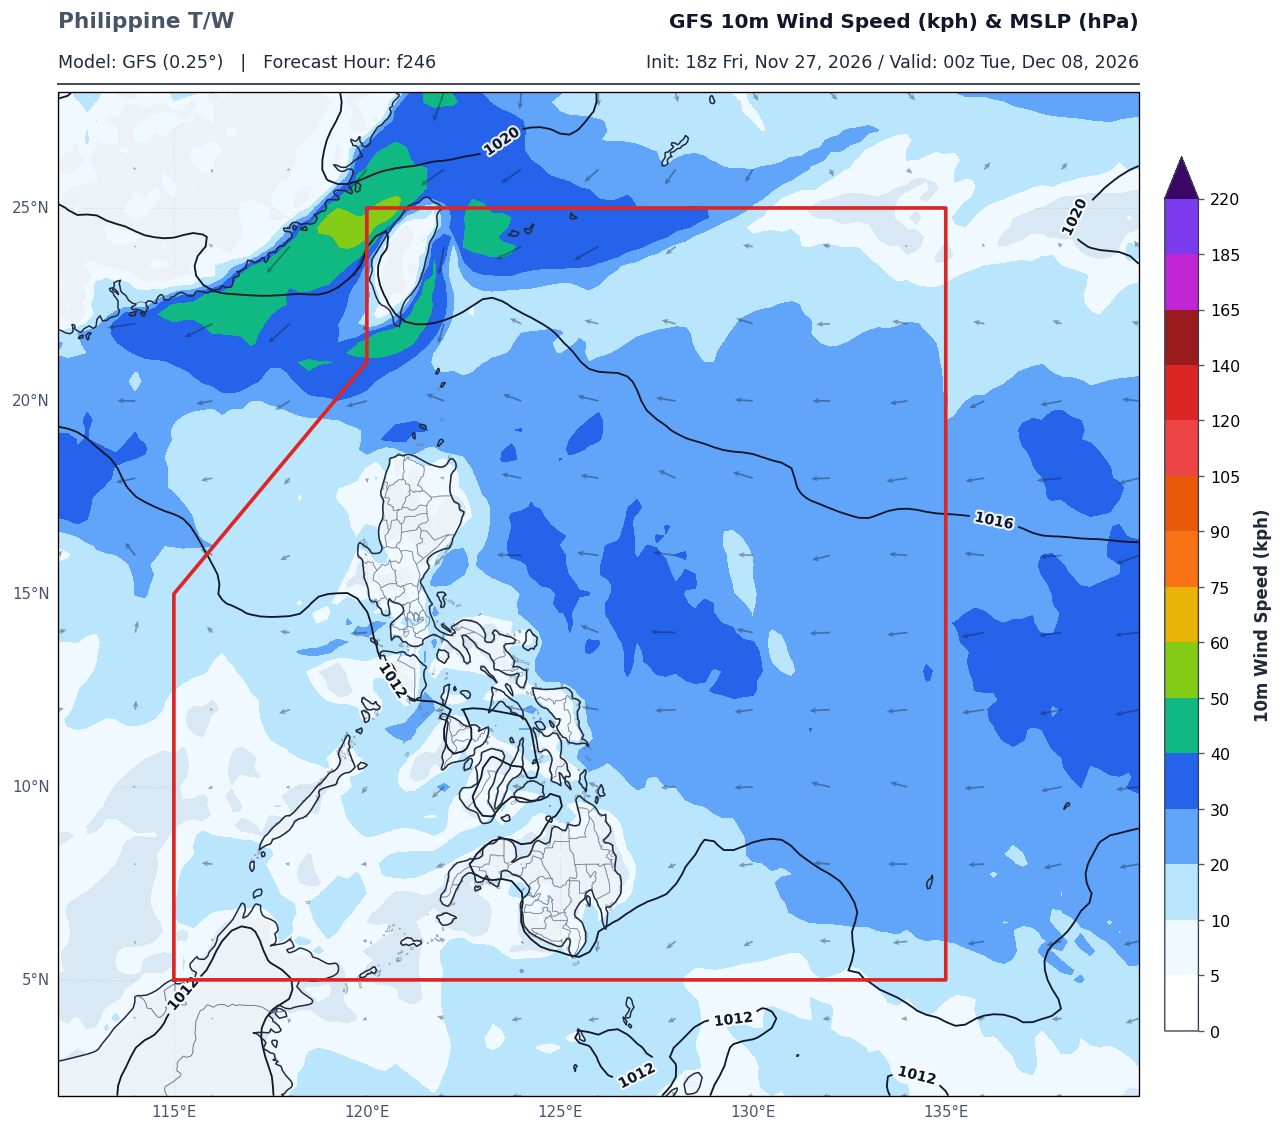 Philippine T/W
GFS 10m Wind Speed (kph) & MSLP (hPa)
Model: GFS (0.25°)   |   Forecast Hour: f246
Init: 18z Fri, Nov 27, 2026 / Valid: 00z Tue, Dec 08, 2026
1020
1020
1016
1012
1012
1012
1012
1012
25°N
20°N
15°N
10°N
5°N
115°E
120°E
125°E
130°E
135°E
220
185
165
140
120
105
90
75
60
50
40
30
20
10
5
0
10m Wind Speed (kph)